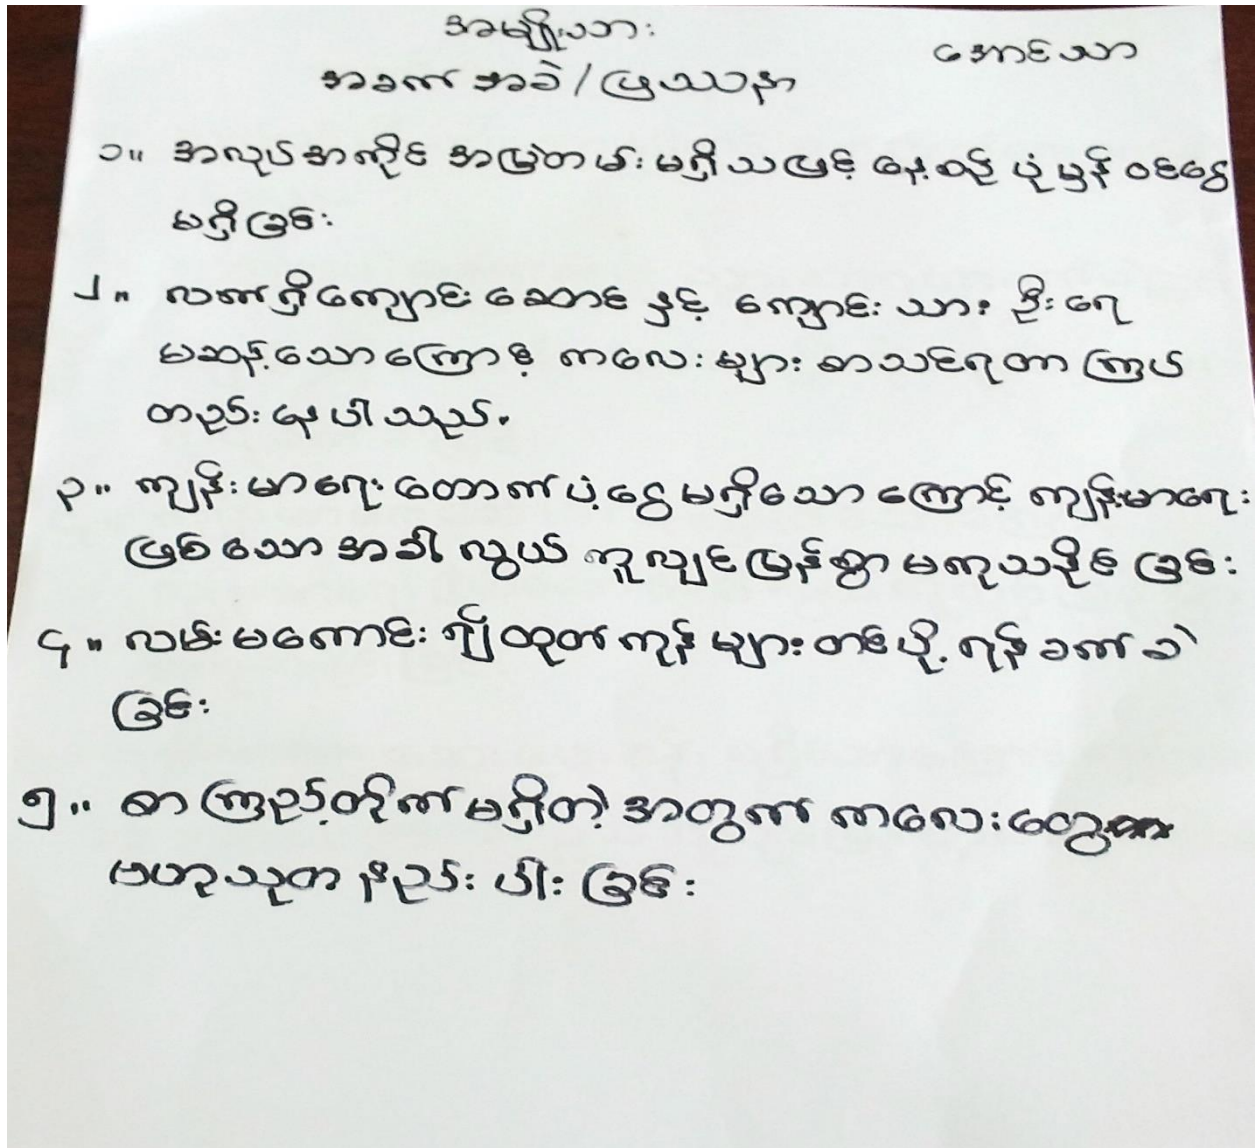 အမျိုးသား
အောင်သာ
အခက်အခဲ / ပြဿနာ
၁။ အလုပ်အကိုင် အမြဲတမ်း မရှိသဖြင့် နေ့စဉ် ပုံမှန် ဝင်ငွေ
မရှိခြင်း
၂။ လက်ရှိကျောင်း ဆောင် နှင့် ကျောင်း သား ဦးရေ
မဆန့်သောကြောင့် ကလေးများ စာသင်ရတာ ကြပ်
တည်းနေပါသည်.
၃။ ကျန်းမာရေး ထောက်ပံ့ငွေ မရှိသောကြောင့် ကျန်းမာရေး
ဖြစ်သော အခါ လွယ် ကူလျင်မြန်စွာ မကုသနိုင် ခြင်း
၄။ လမ်း မကောင်း ၍ ထုတ်ကုန် များ တင်ပို့ ရန် ခက်ခဲ
ခြင်း
၅။ စာကြည့်တိုက် မရှိတဲ့ အတွက် ကလေးတွေ
ဗဟုသုတ နည်း ပါး ခြင်း